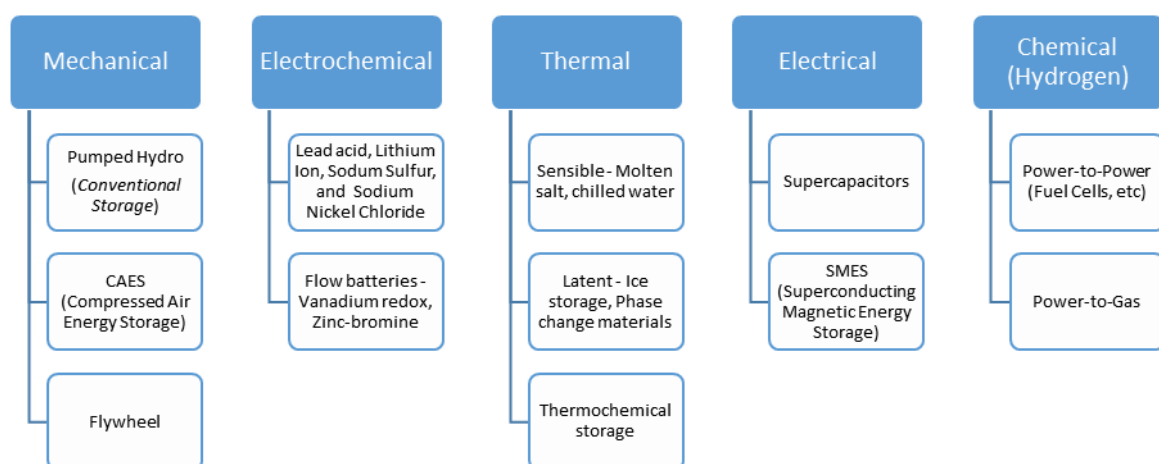 Mechanical
Pumped Hydro
(Conventional
Storage)
CAES
(Compressed Air
Energy Storage)
Flywheel
Electrochemical
Lead acid, Lithium
Ion, Sodum Sulfur,
and Sodium
Nickel Chloride
Flow batteries -
Vanadium redox,
Zinc-bromine
Thermal
Sensible - Molten
salt, chilled water
Latent - Ice
storage, Phase
change materials
Thermochemical
storage
Electrical
Supercapacitors
SMES
(Superconducting
Magnetic Energy
Storage)
Chemical
(Hydrogen)
Power-to-Power
(Fuel Cells, etc)
Power-to-Gas